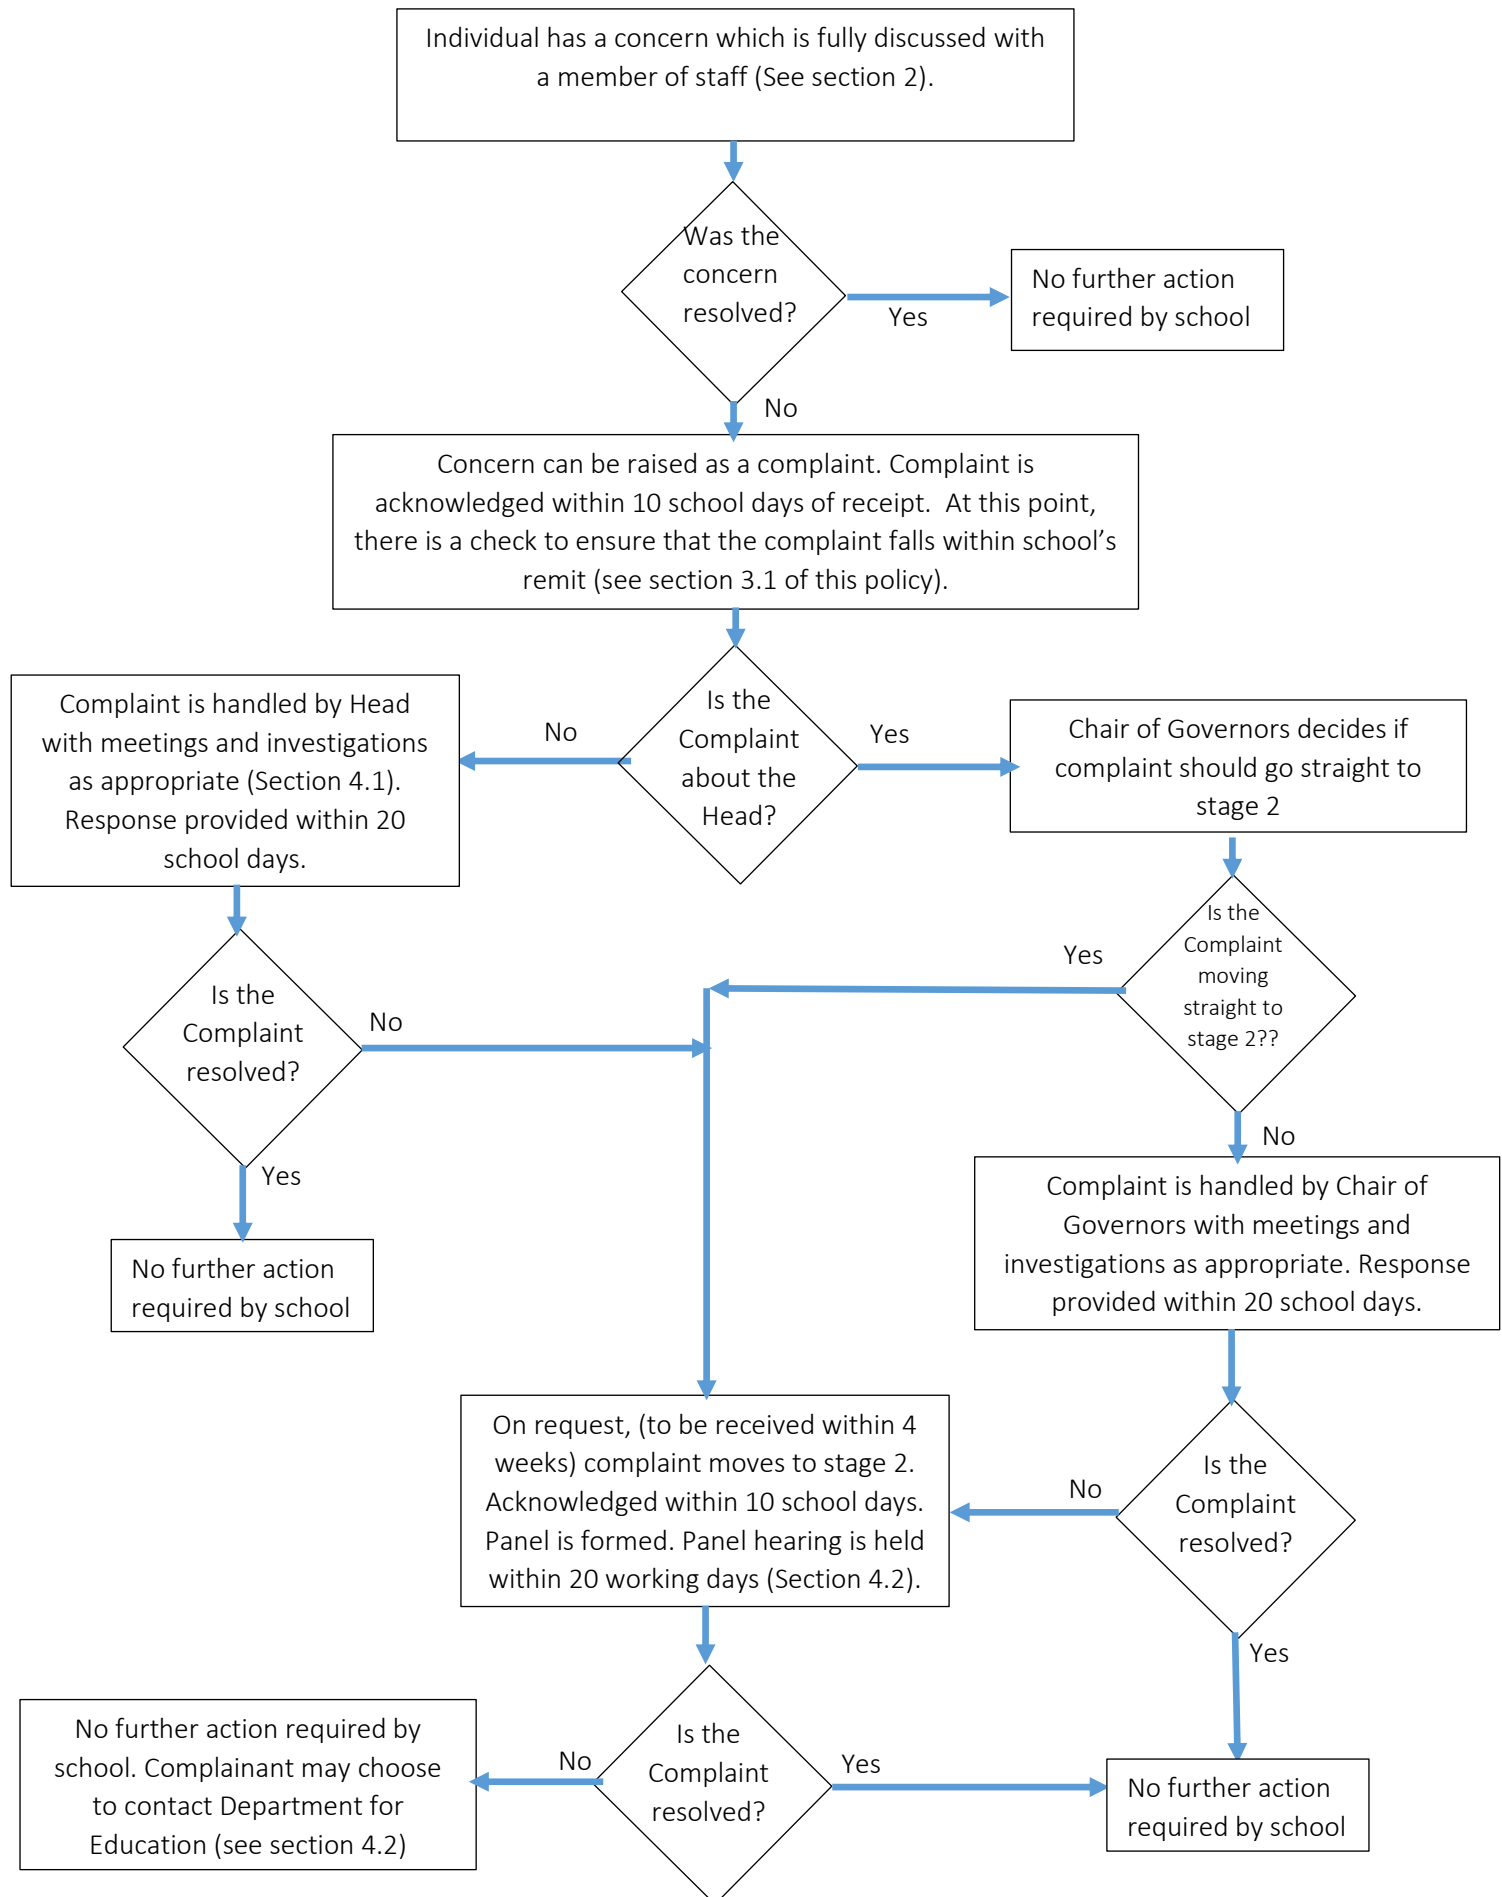 Individual has a concern which is fully discussed with
a member of staff (See section 2).
Was the
concern
resolved?
Yes
No further action
required by school
No
Concern can be raised as a complaint. Complaint is
acknowledged within 10 school days of receipt.  At this point,
there is a check to ensure that the complaint falls within school’s
remit (see section 3.1 of this policy).
Is the
Complaint
about the
Head?
No
Complaint is handled by Head
with meetings and investigations
as appropriate (Section 4.1).
Response provided within 20
school days.
Yes
Chair of Governors decides if
complaint should go straight to
stage 2
Is the
Complaint
moving
straight to
stage 2??
Yes
Is the
Complaint
resolved?
No
Yes
No further action
required by school
No
Complaint is handled by Chair of
Governors with meetings and
investigations as appropriate. Response
provided within 20 school days.
On request, (to be received within 4
weeks) complaint moves to stage 2.
Acknowledged within 10 school days.
Panel is formed. Panel hearing is held
within 20 working days (Section 4.2).
Is the
Complaint
resolved?
No
Yes
Is the
Complaint
resolved?
No
No further action required by
school. Complainant may choose
to contact Department for
Education (see section 4.2)
Yes
No further action
required by school